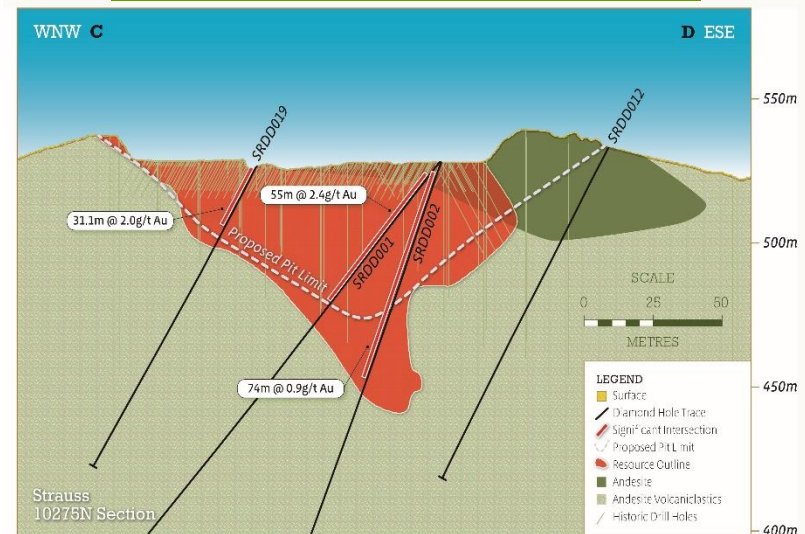 WNW C
D ESE
SRDD019
SRDD012
550m
55m @ 2.4g/t Au
31.1m @ 2.0g/t Au
SRDD001
SRDD002
Proposed Pit Limit
500m
SCALE
0 25 50
METRES
74m @ 0.9g/t Au
450m
LEGEND
Surface
Diamond Hole Trace
Significant Intersection
Proposed Pit Limit
Resource Outline
Andesite
Andesite Volcaniclastics
Historic Drill Holes
Strauss
10275N Section
400m